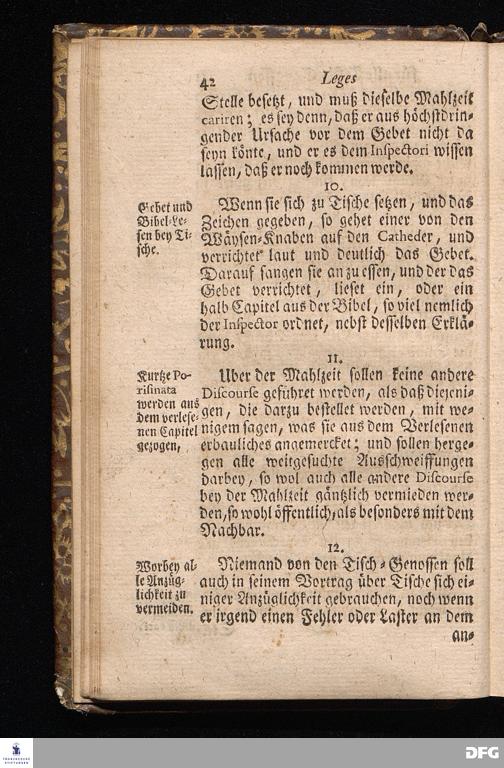 42 Leges
Stelle besetzt, und muß dieselbe Mahlzeit
cariren; es sey denn, daß er aus höchstdrin-
gender Ursache vor dem Gebet nicht da
seyn könte, und er es dem Inspectori wissen
lassen, daß er noch kommen werde.
10.
Gebet und
Bibel-Le-
sen bey Ti-
sche.
Wenn sie sich zu Tische setzen, und das
Zeichen gegeben, so gehet einer von den
Wäysen-Knaben auf den Catheder, und
verrichtet laut und deutlich das Gebet.
Darauf fangen sie an zu essen, und der das
Gebet verrichtet, lieset ein, oder ein
halb Capitel aus der Bibel, so viel nemlich
der Inspector ordnet, nebst desselben Erklä-
rung.
11.
Kurtze Po-
risinata
werden aus
dem verlese-
nen Capitel
gezogen,
Uber der Mahlzeit sollen keine andere
Discourse geführet werden, als daß diejeni-
gen, die darzu bestellet werden, mit we-
nigem sagen, was sie aus dem Verlesenen
erbauliches angemercket; und sollen herge-
gen alle weitgesuchte Ausschweiffungen
darbey, so wol auch alle andere Discourse
bey der Mahlzeit gäntzlich vermieden wer-
den, so wohl öffentlich, als besonders mit dem
Nachbar.
12.
Worbey al-
le Anzüg-
lichkeit zu
vermeiden.
Niemand von den Tisch-Genossen soll
auch in seinem Vortrag über Tische sich ei-
niger Anzüglichkeit gebrauchen, noch wenn
er irgend einen Fehler oder Laster an dem
an-
FRANCKESCHE
STIFTUNGEN
DFG